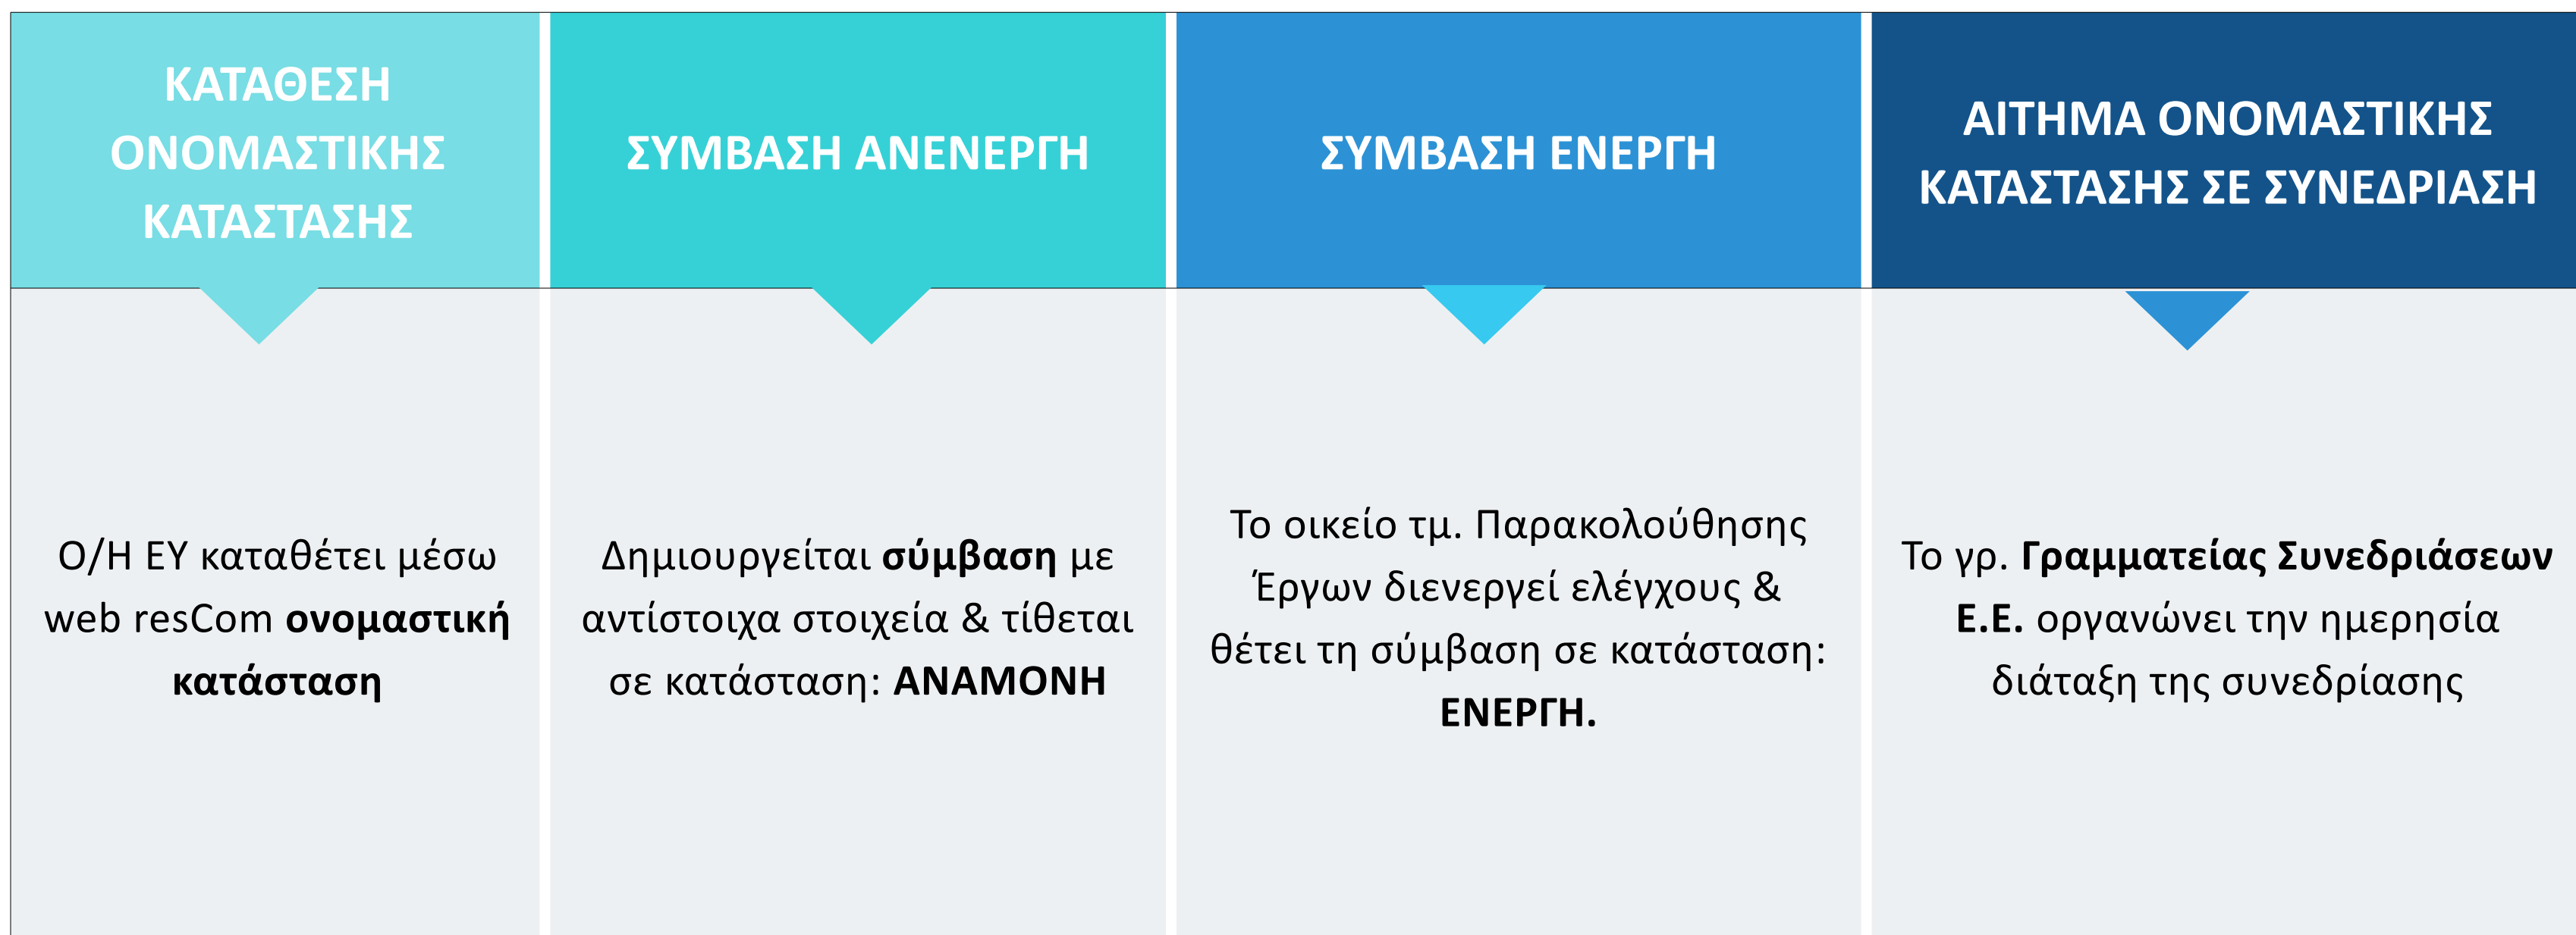 ΚΑΤΑΘΕΣΗ
ΟΝΟΜΑΣΤΙΚΗΣ
ΚΑΤΑΣΤΑΣΗΣ
ΣΥΜΒΑΣΗ ΑΝΕΝΕΡΓΗ
ΣΥΜΒΑΣΗ ΕΝΕΡΓΗ
ΑΙΤΗΜΑ ΟΝΟΜΑΣΤΙΚΗΣ
ΚΑΤΑΣΤΑΣΗΣ ΣΕ ΣΥΝΕΔΡΙΑΣΗ
Ο/Η ΕΥ καταθέτει μέσω
web resCom ονομαστική
κατάσταση
Δημιουργείται σύμβαση με
αντίστοιχα στοιχεία & τίθεται
σε κατάσταση: ΑΝΑΜΟΝΗ
Το οικείο τμ. Παρακολούθησης
Έργων διενεργεί ελέγχους &
θέτει τη σύμβαση σε κατάσταση:
ΕΝΕΡΓΗ.
Το γρ. Γραμματείας Συνεδριάσεων
Ε.Ε. οργανώνει την ημερησία
διάταξη της συνεδρίασης